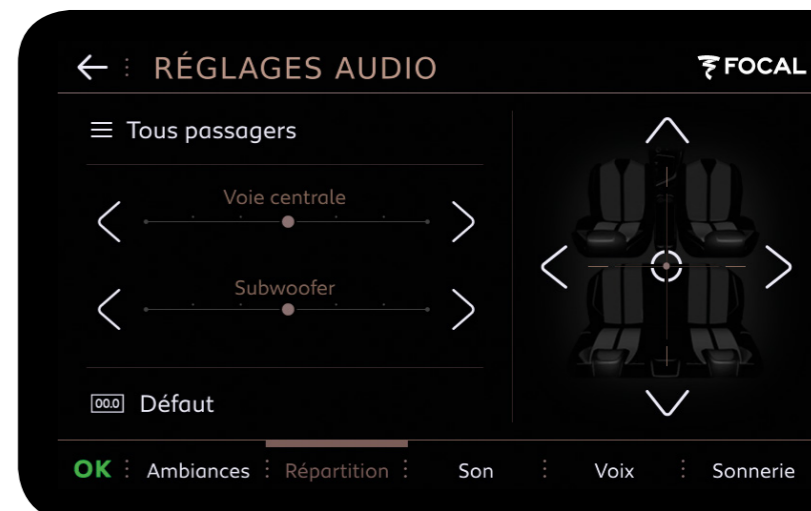 RÉGLAGES AUDIO
FOCAL
Tous passagers
Voie centrale
Subwoofer
00.0 Défaut
OK Ambiances Répartition Son Voix Sonnerie